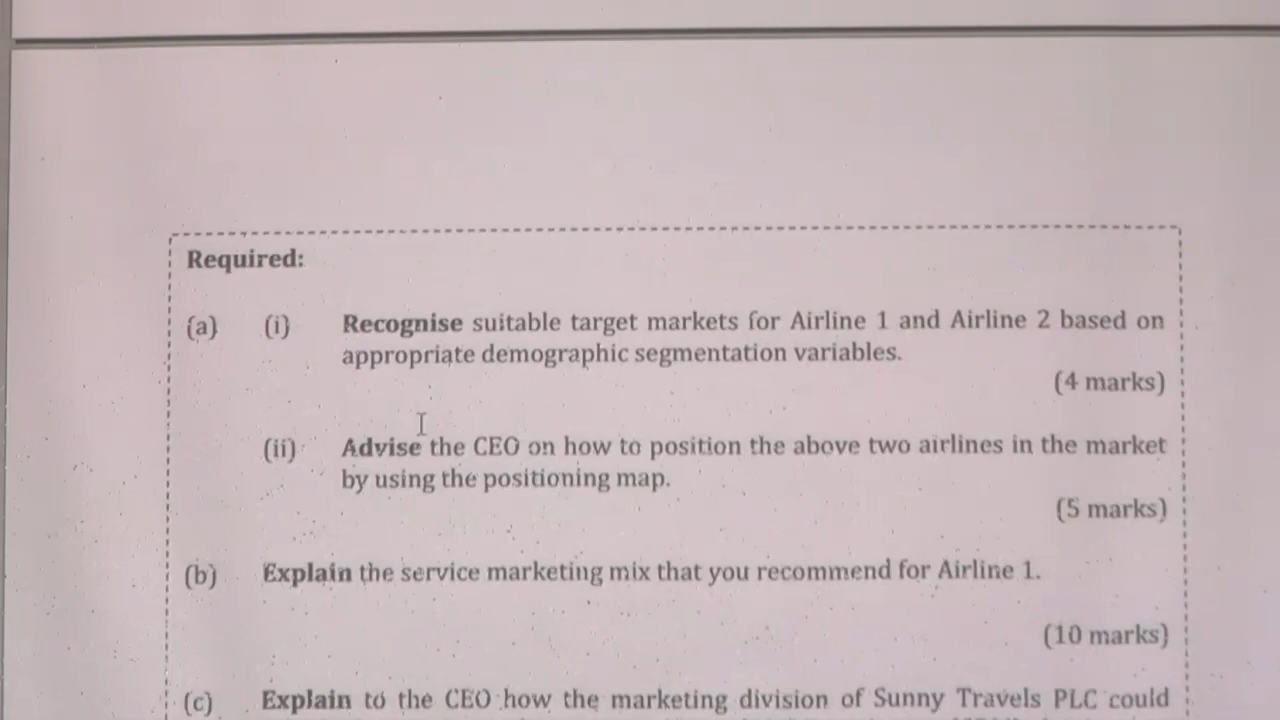 Required:
(a) (i) Recognise suitable target markets for Airline 1 and Airline 2 based on
appropriate demographic segmentation variables.
(4 marks)
(ii) Advise the CEO on how to position the above two airlines in the market
by using the positioning map.
(5 marks)
(b) Explain the service marketing mix that you recommend for Airline 1.
(10 marks)
(c) Explain to the CEO how the marketing division of Sunny Travels PLC could